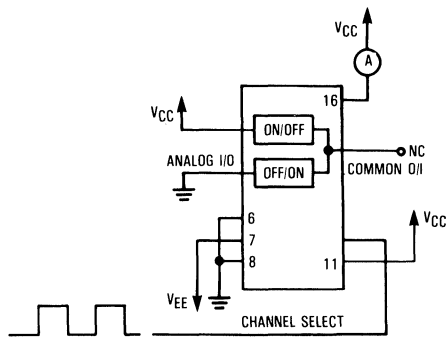 VCC
A
16
VCC
ON/OFF
NC
ANALOG I/O
OFF/ON
COMMON O/I
6
VCC
7
8
11
VEE
CHANNEL SELECT